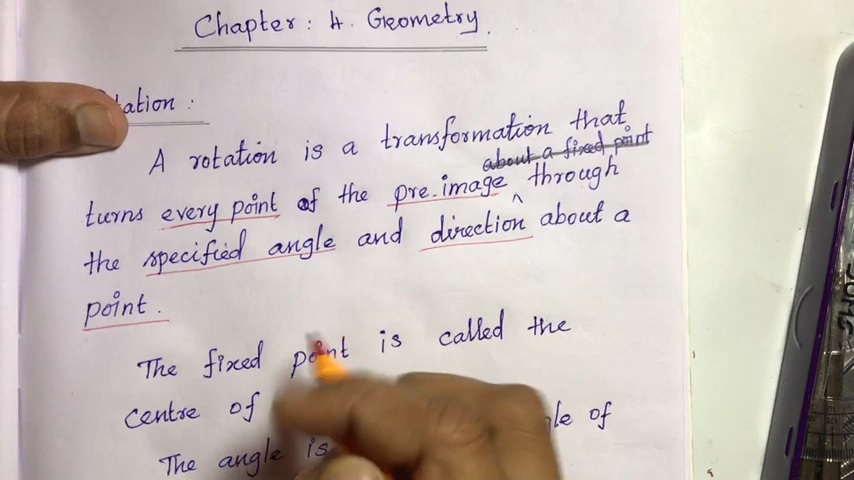 Chapter: 4. Geometry.
tation :
A rotation is a transformation that
about a fixed point
turns every point of the pre-image ^ through
the specified angle and direction about a
point.
The fixed point is called the
centre of
le of
The angle is